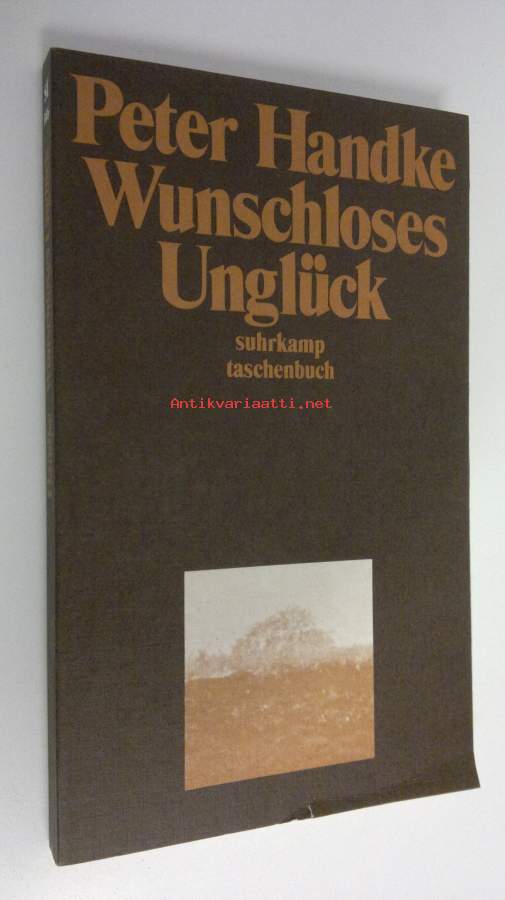 Peter Handke
Wunschloses
Unglück
suhrkamp
taschenbuch
Antikvariaatti.net